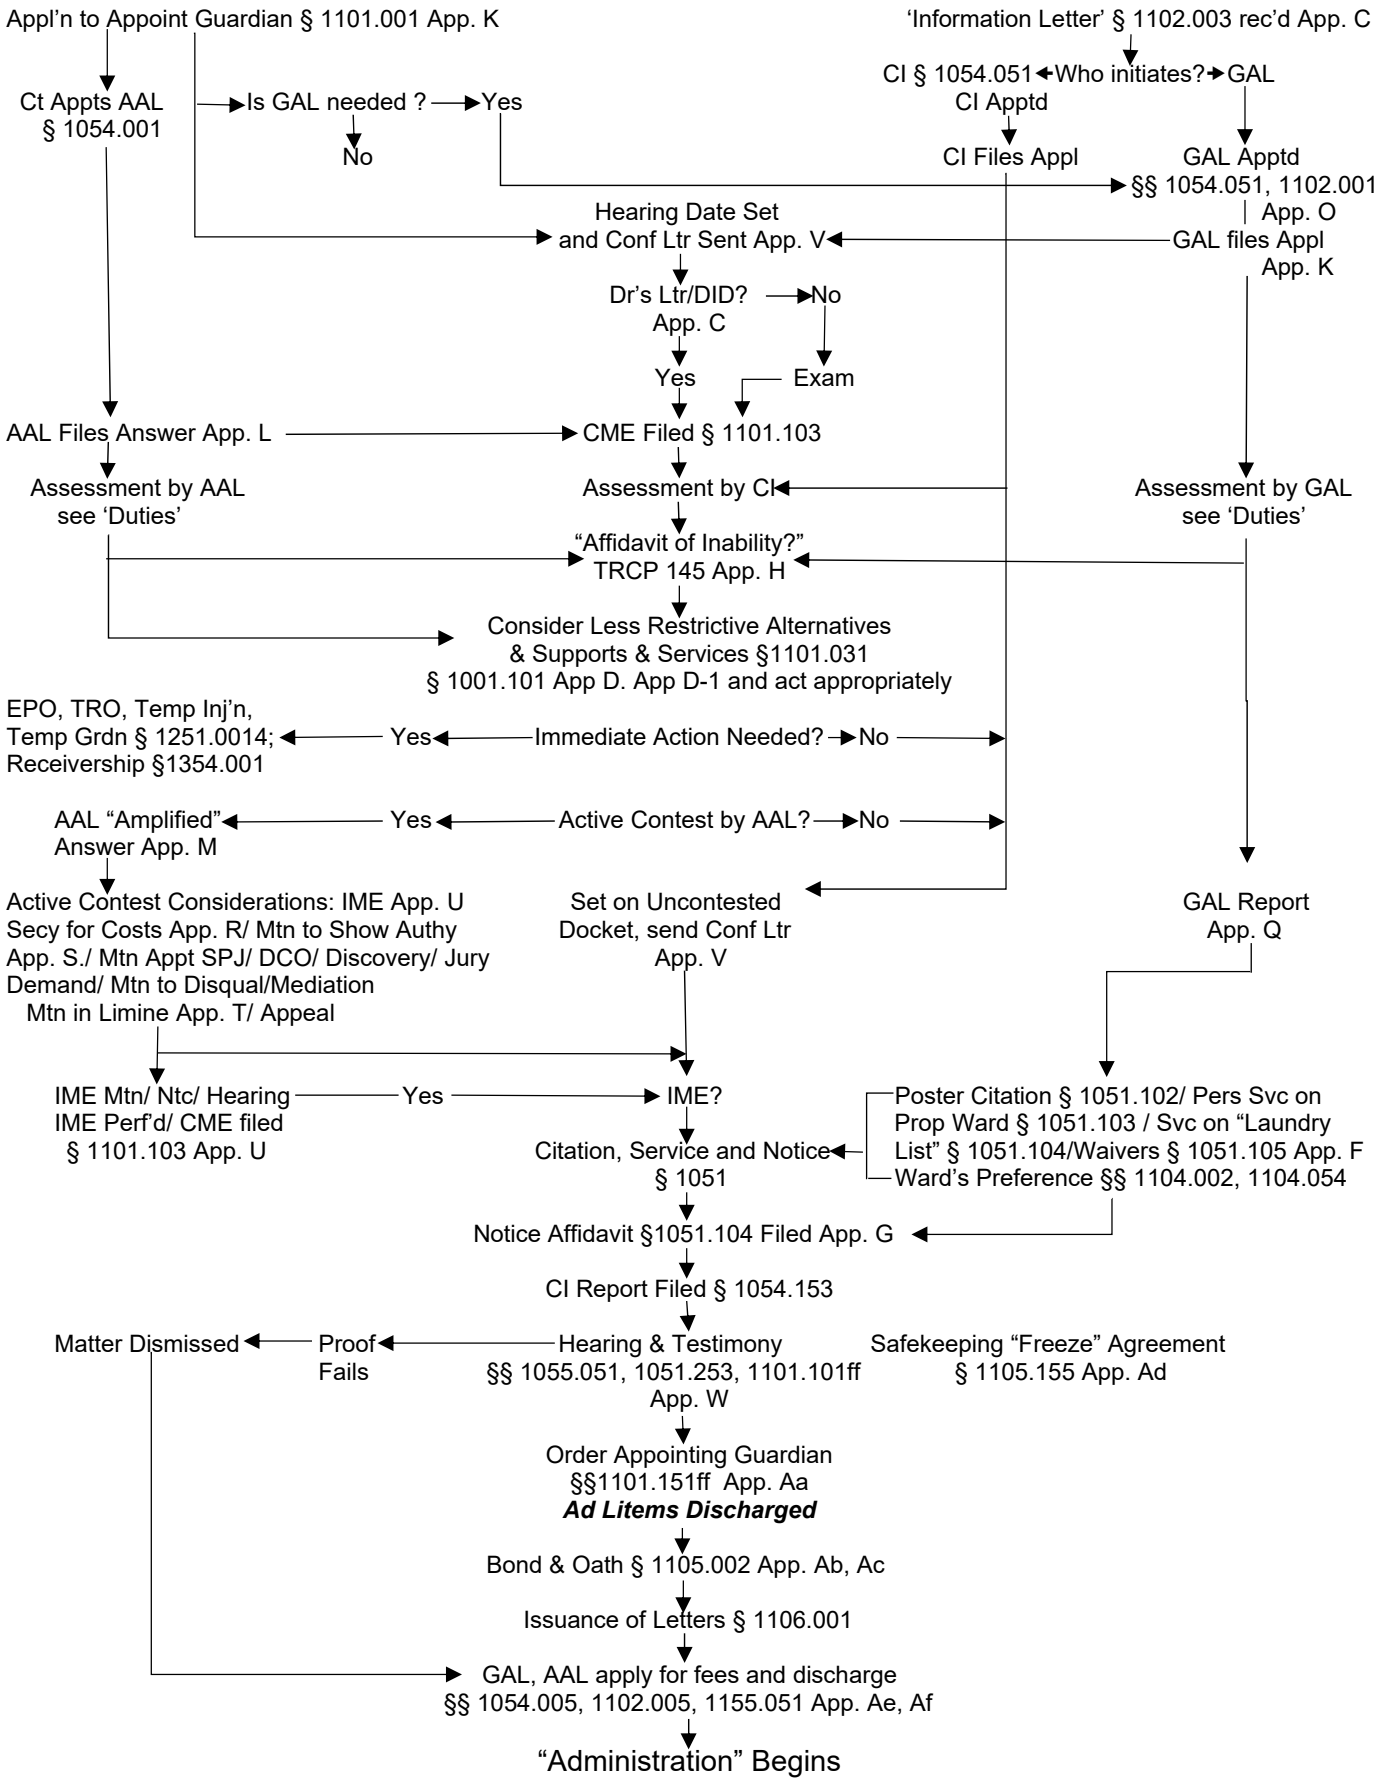 Appl'n to Appoint Guardian § 1101.001 App. K
‘Information Letter’ § 1102.003 rec’d App. C
CI § 1054.051
Who initiates?
GAL
Ct Appts AAL
§ 1054.001
Is GAL needed ?
Yes
No
CI Apptd
CI Files Appl
GAL Apptd
§§ 1054.051, 1102.001
App. O
Hearing Date Set
and Conf Ltr Sent App. V
GAL files Appl
App. K
Dr’s Ltr/DID?
App. C
No
Yes
Exam
AAL Files Answer App. L
CME Filed § 1101.103
Assessment by AAL
see ‘Duties’
Assessment by CI
Assessment by GAL
see ‘Duties’
“Affidavit of Inability?”
TRCP 145 App. H
Consider Less Restrictive Alternatives
& Supports & Services §1101.031
§ 1001.101 App D. App D-1 and act appropriately
EPO, TRO, Temp Inj’n,
Temp Grdn § 1251.0014;
Receivership §1354.001
Yes
Immediate Action Needed?
No
AAL “Amplified”
Answer App. M
Yes
Active Contest by AAL?
No
Active Contest Considerations: IME App. U
Secy for Costs App. R/ Mtn to Show Authy
App. S./ Mtn Appt SPJ/ DCO/ Discovery/ Jury
Demand/ Mtn to Disqual/Mediation
Mtn in Limine App. T/ Appeal
Set on Uncontested
Docket, send Conf Ltr
App. V
GAL Report
App. Q
IME Mtn/ Ntc/ Hearing
IME Perf’d/ CME filed
§ 1101.103 App. U
Yes
IME?
Poster Citation § 1051.102/ Pers Svc on
Prop Ward § 1051.103 / Svc on “Laundry
List” § 1051.104/Waivers § 1051.105 App. F
Ward’s Preference §§ 1104.002, 1104.054
Citation, Service and Notice
§ 1051
Notice Affidavit §1051.104 Filed App. G
CI Report Filed § 1054.153
Matter Dismissed
Proof
Fails
Hearing & Testimony
§§ 1055.051, 1051.253, 1101.101ff
App. W
Safekeeping “Freeze” Agreement
§ 1105.155 App. Ad
Order Appointing Guardian
§§1101.151ff  App. Aa
Ad Litems Discharged
Bond & Oath § 1105.002 App. Ab, Ac
Issuance of Letters § 1106.001
GAL, AAL apply for fees and discharge
§§ 1054.005, 1102.005, 1155.051 App. Ae, Af
“Administration” Begins